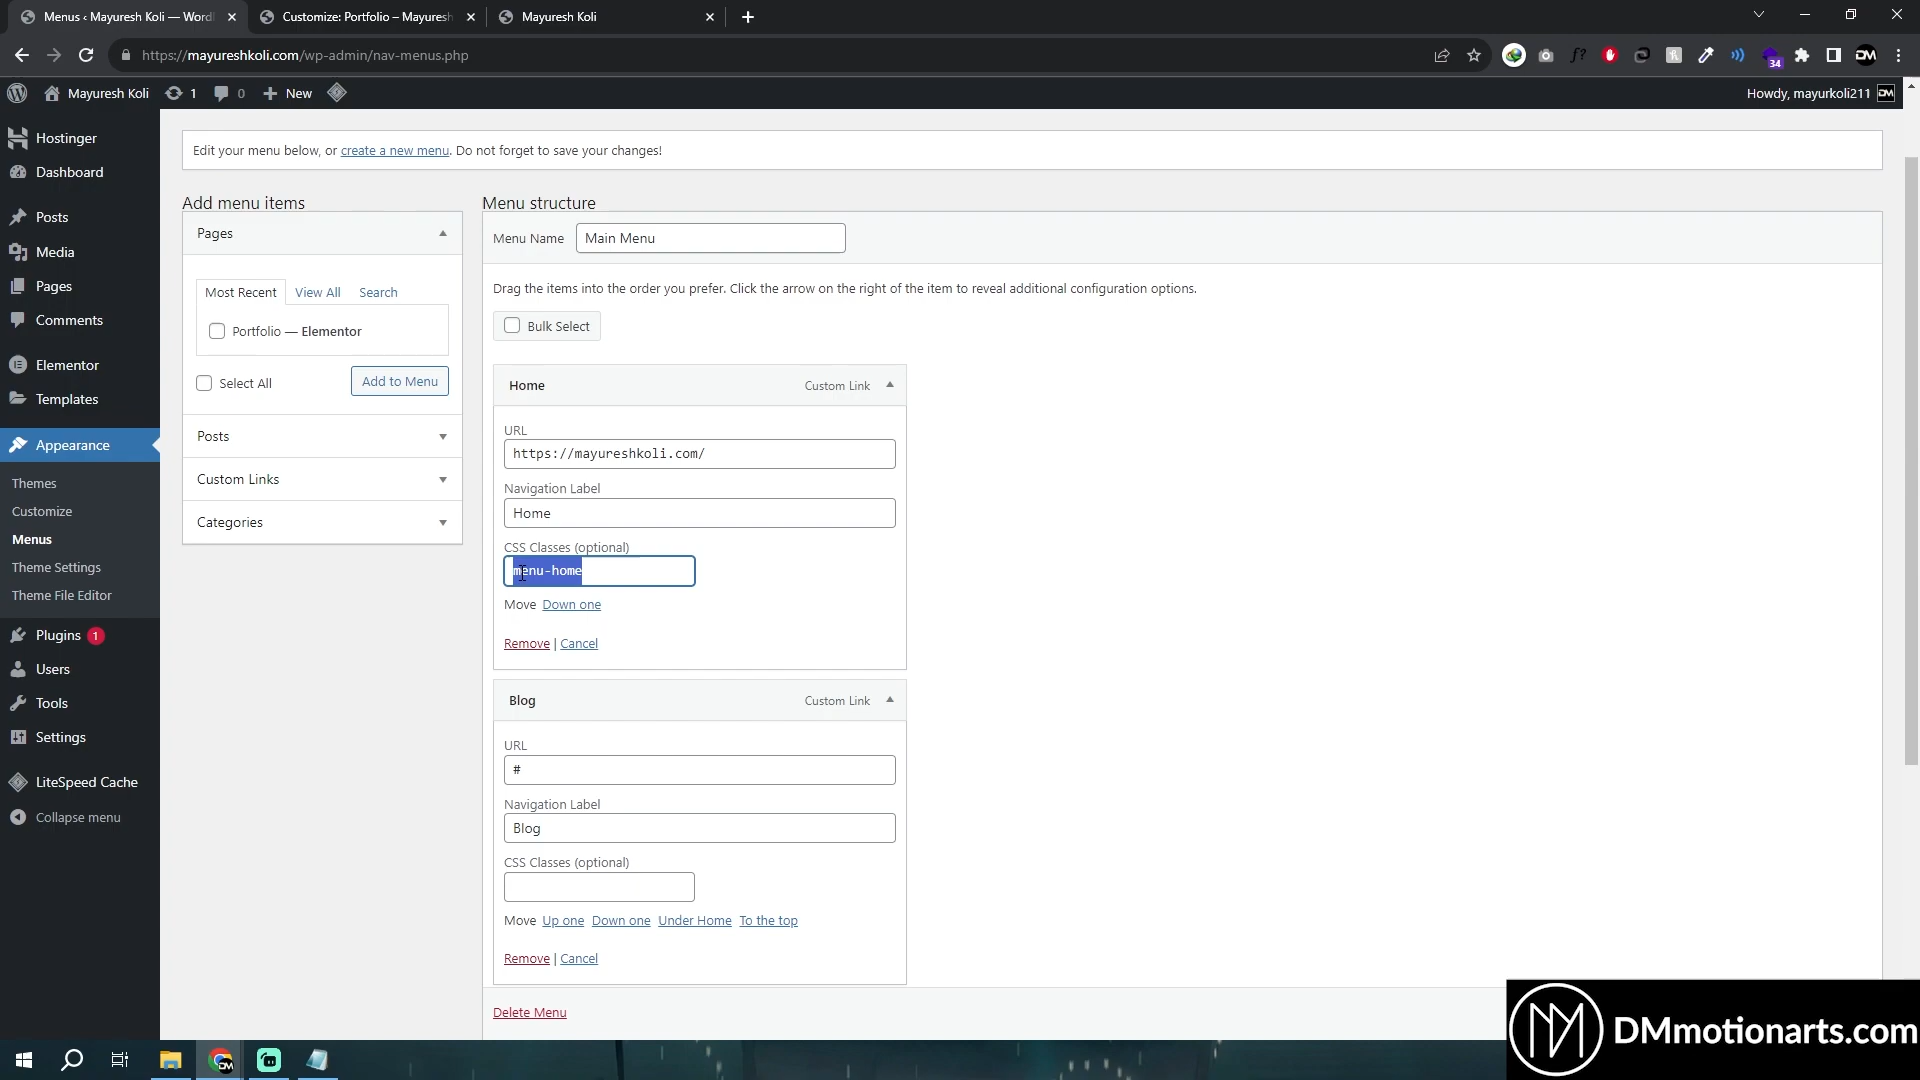 Menus ‹ Mayuresh Koli — Word
Customize: Portfolio – Mayuresh
Mayuresh Koli
https://mayureshkoli.com/wp-admin/nav-menus.php
34
DM
Mayuresh Koli
1
0
New
Howdy, mayurkoli211
Hostinger
Dashboard
Posts
Media
Pages
Comments
Elementor
Templates
Appearance
Themes
Customize
Menus
Theme Settings
Theme File Editor
Plugins 1
Users
Tools
Settings
LiteSpeed Cache
Collapse menu
Edit your menu below, or create a new menu. Do not forget to save your changes!
Add menu items
Pages
Most Recent View All Search
Portfolio — Elementor
Select All
Add to Menu
Posts
Custom Links
Categories
Menu structure
Menu Name Main Menu
Drag the items into the order you prefer. Click the arrow on the right of the item to reveal additional configuration options.
Bulk Select
Home Custom Link
URL
https://mayureshkoli.com/
Navigation Label
Home
CSS Classes (optional)
menu-home
Move Down one
Remove | Cancel
Blog Custom Link
URL
#
Navigation Label
Blog
CSS Classes (optional)
Move Up one Down one Under Home To the top
Remove | Cancel
Delete Menu
DMmotionarts.com